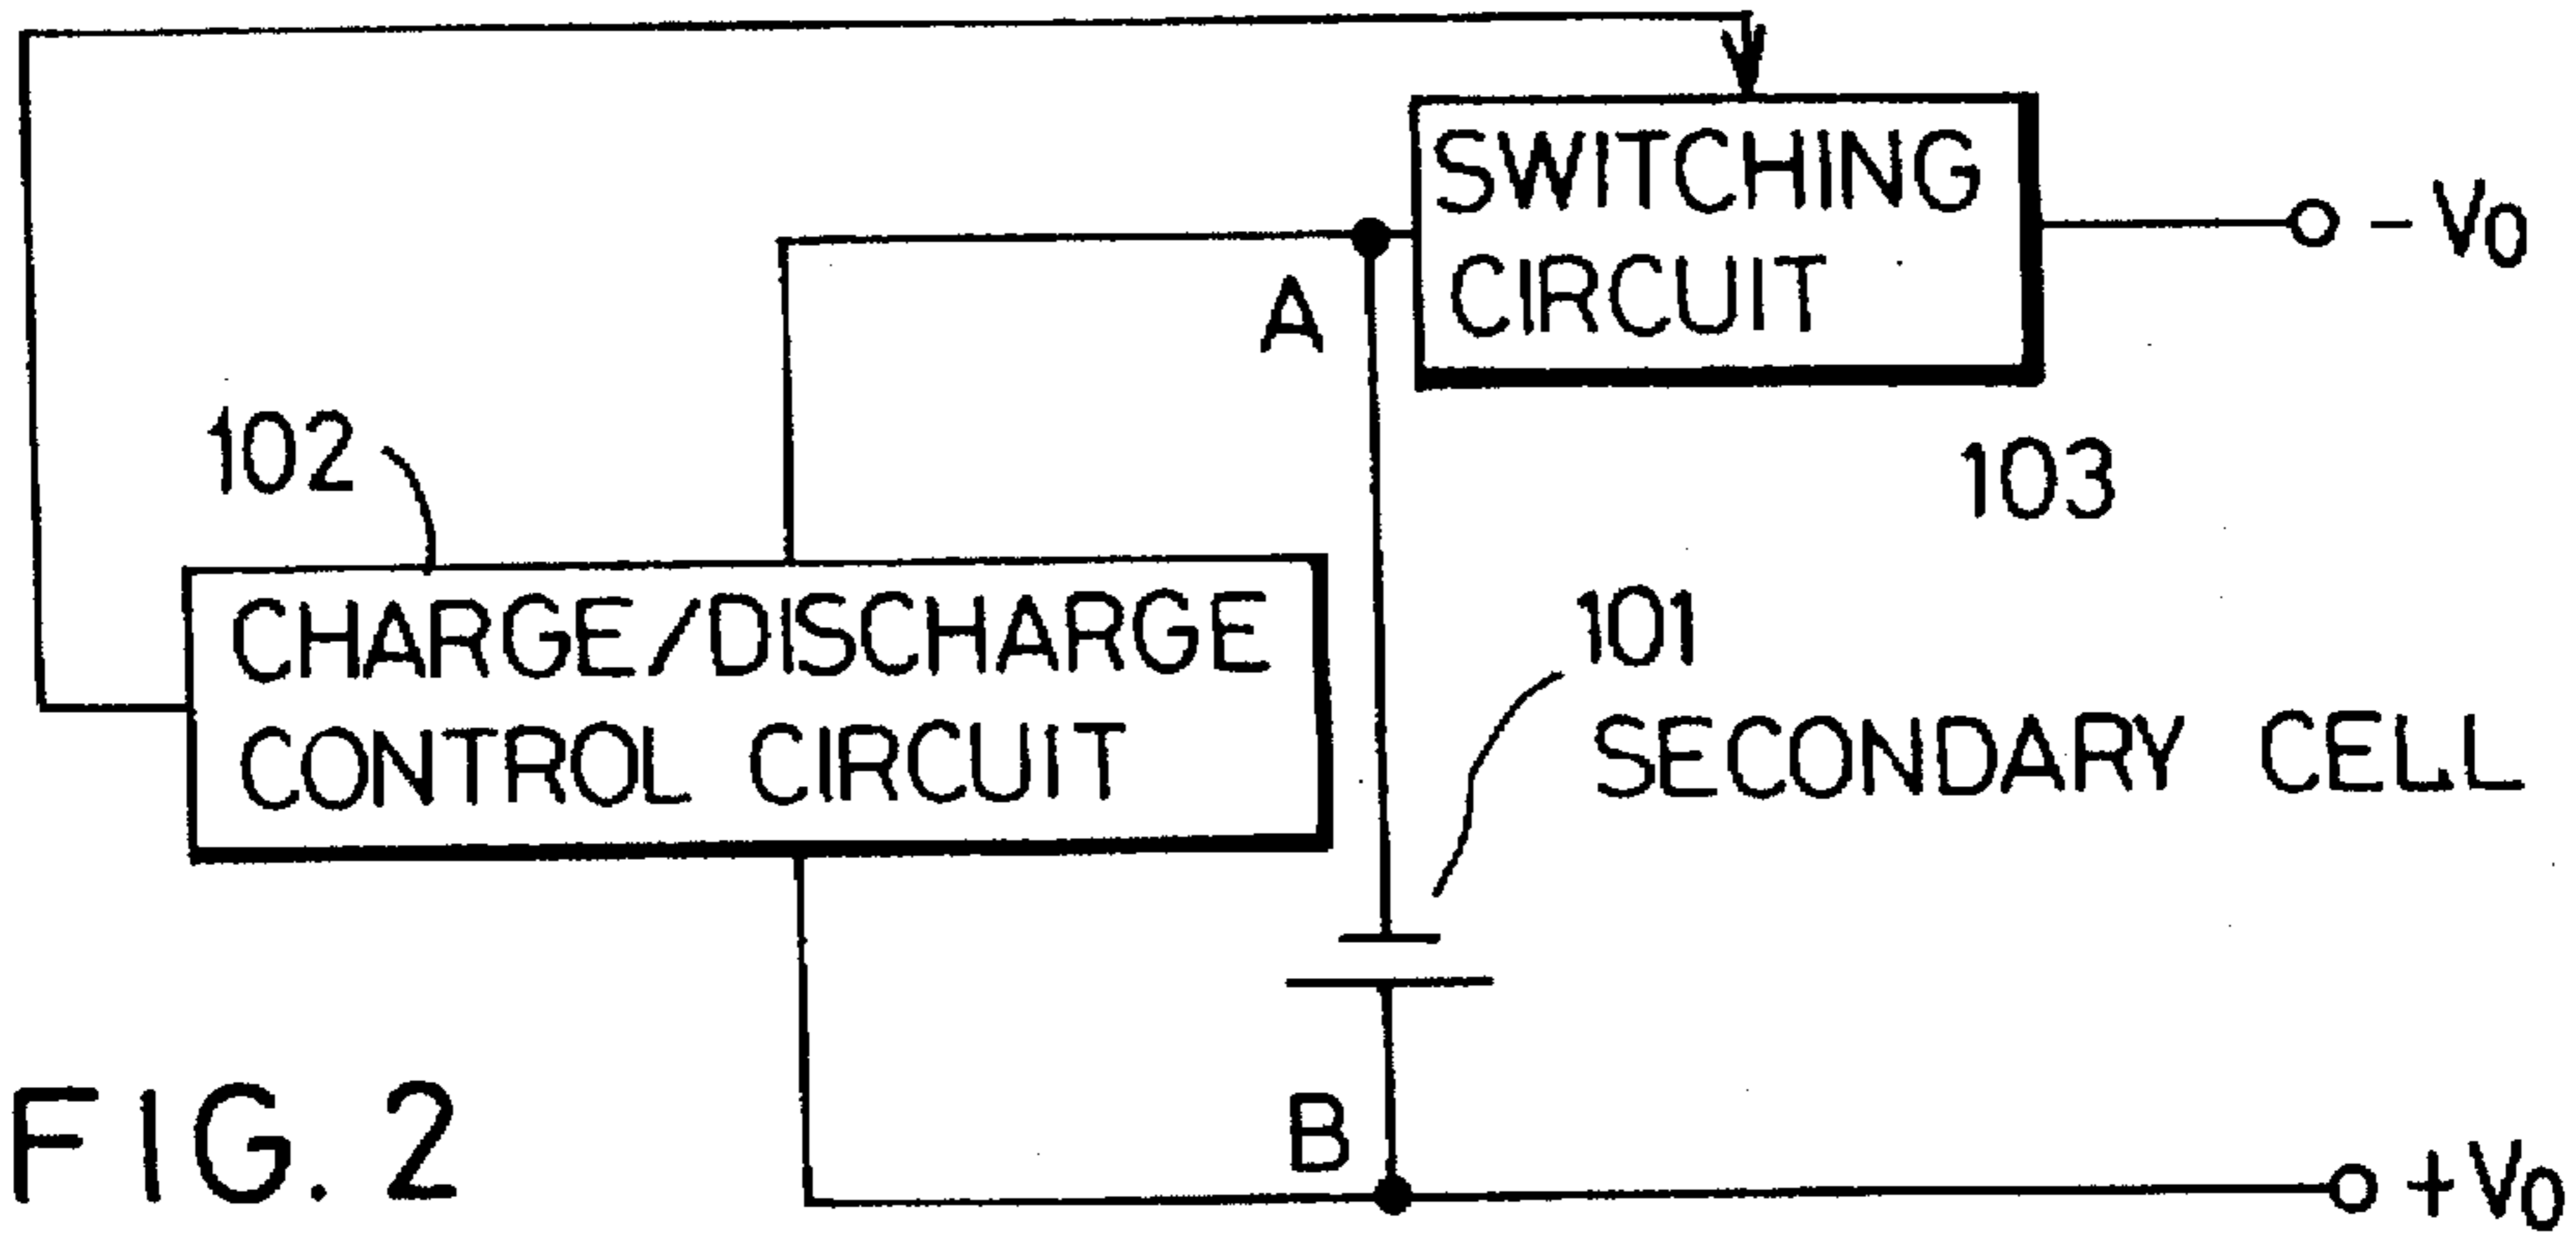 SWITCHING
CIRCUIT
- V0
A
102
103
CHARGE/DISCHARGE
CONTROL CIRCUIT
101
SECONDARY CELL
B
FIG. 2
+V0